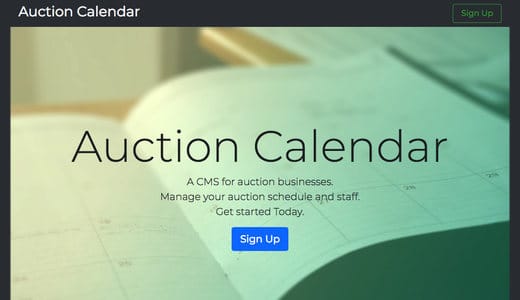 Auction Calendar
Sign Up
Auction Calendar
A CMS for auction businesses.
Manage your auction schedule and staff.
Get started Today.
Sign Up